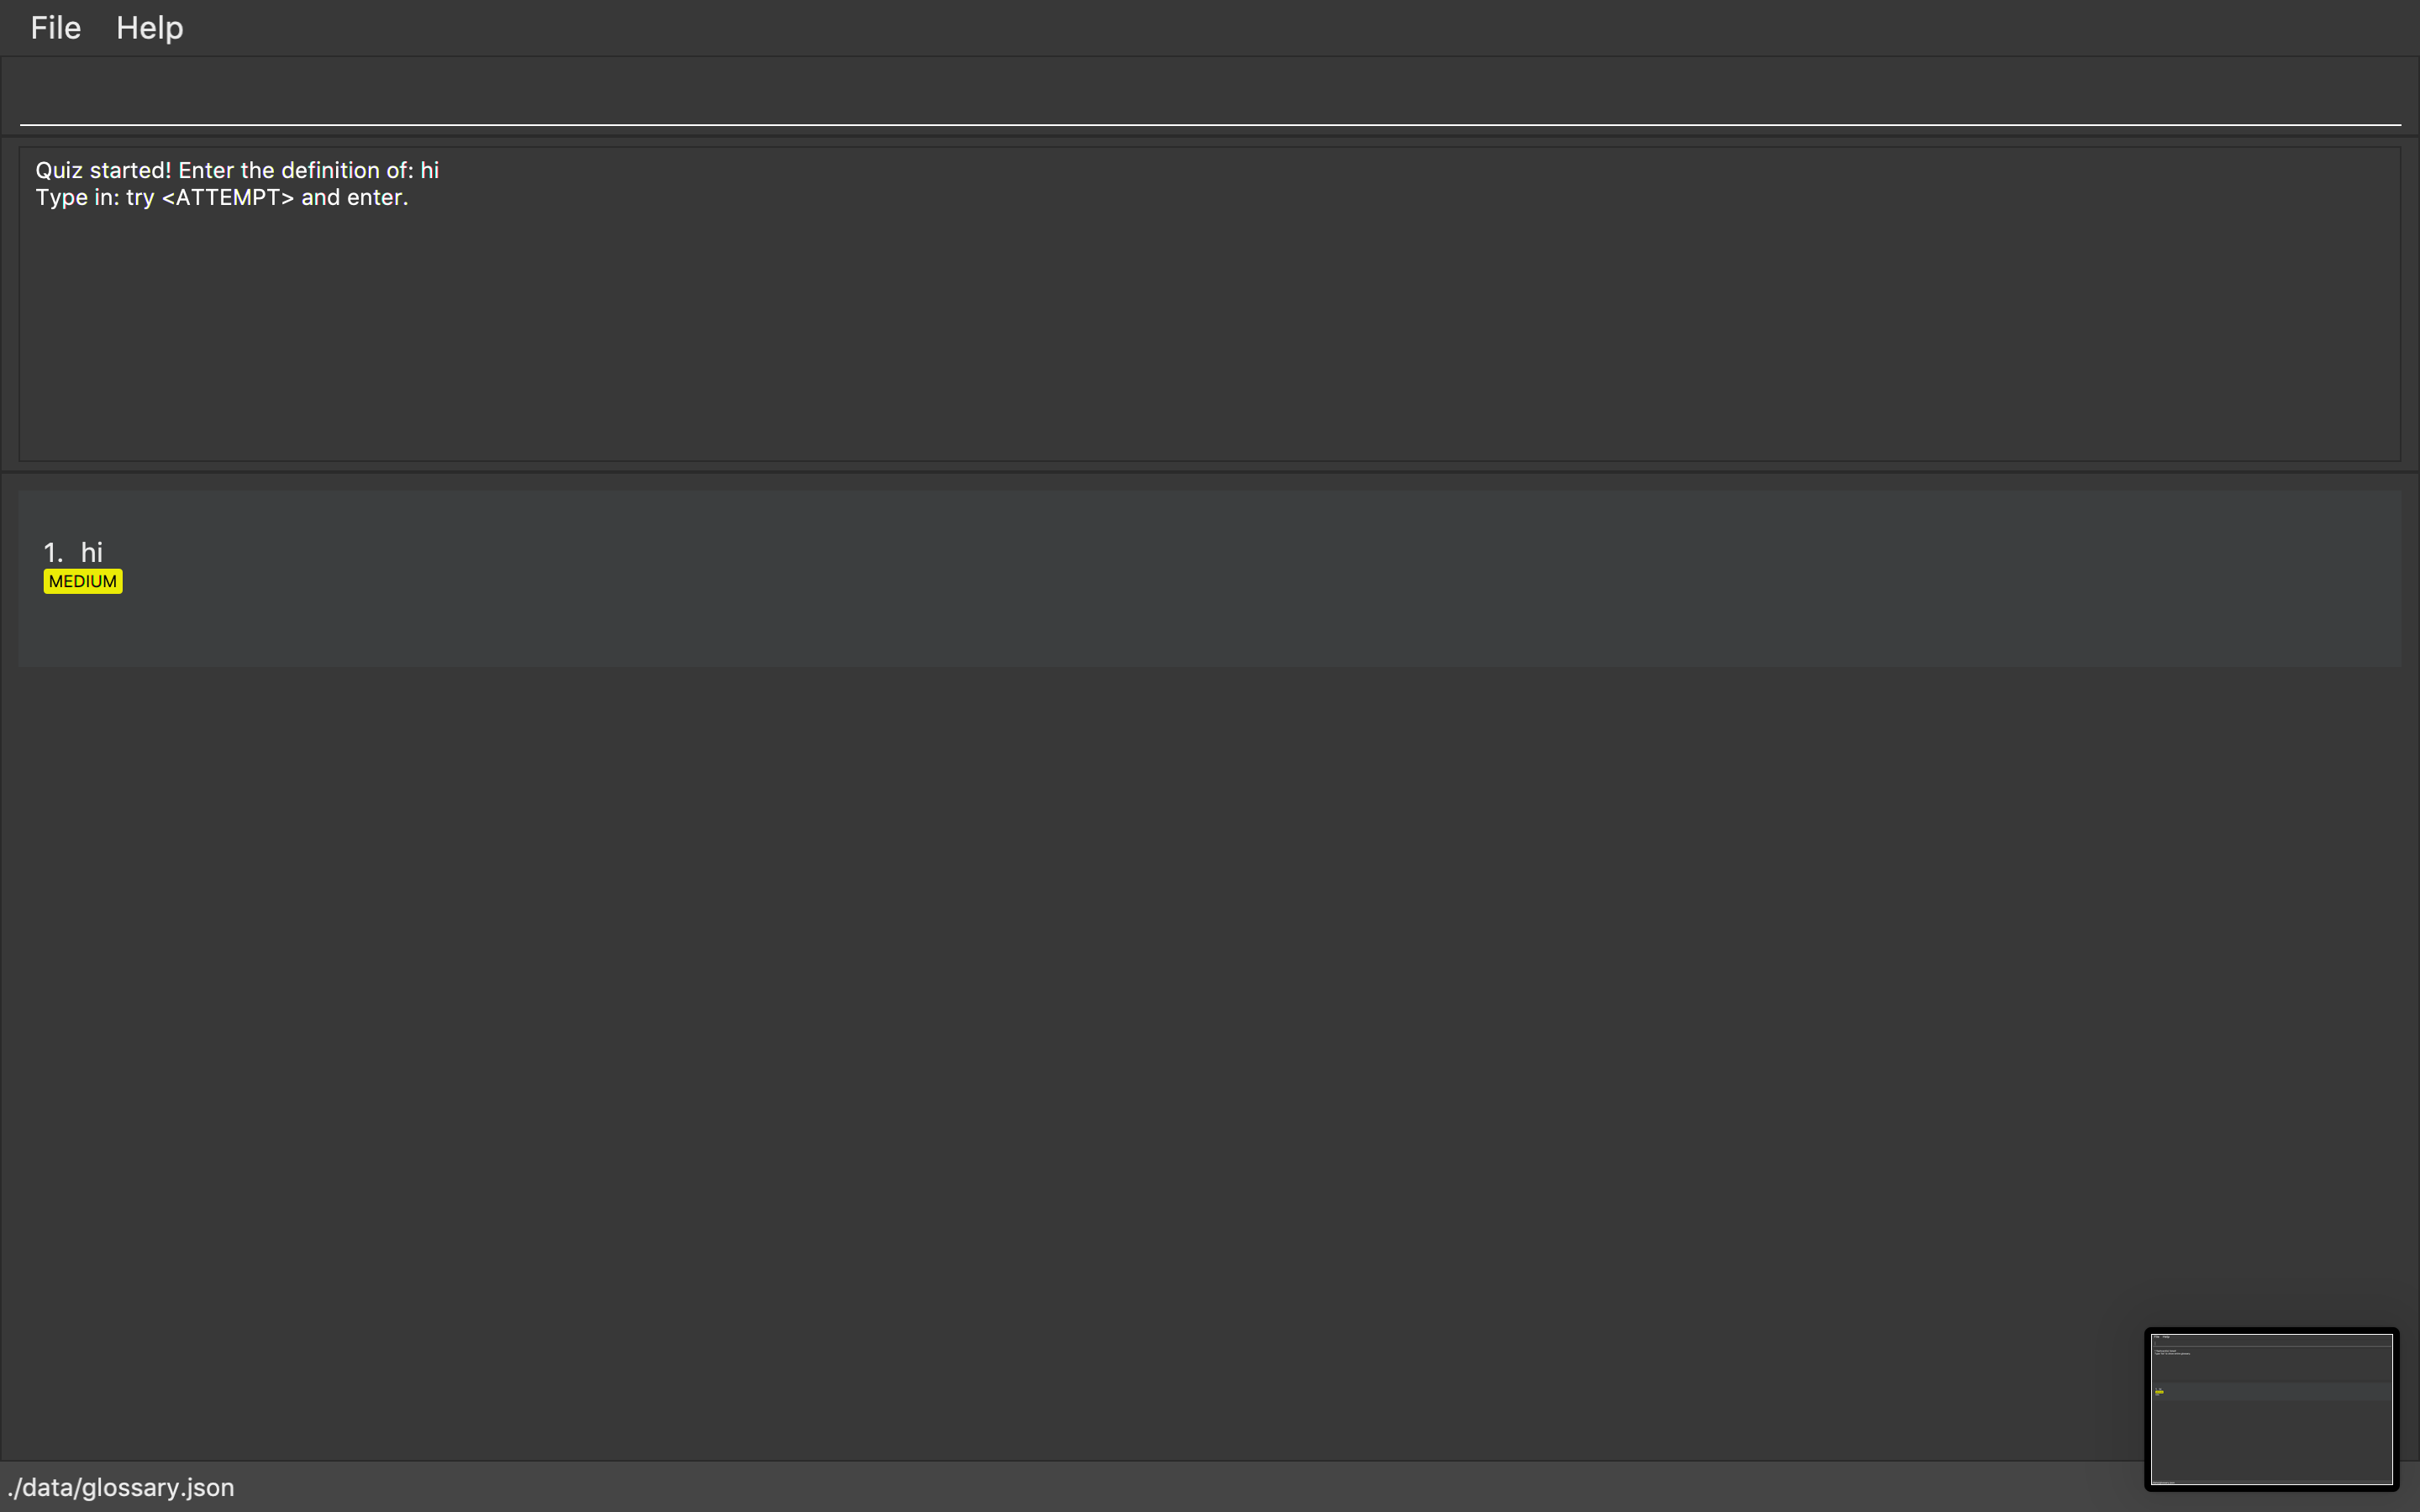 File Help
Quiz started! Enter the definition of: hi
Type in: try <ATTEMPT> and enter.
1. hi
MEDIUM
./data/glossary.json